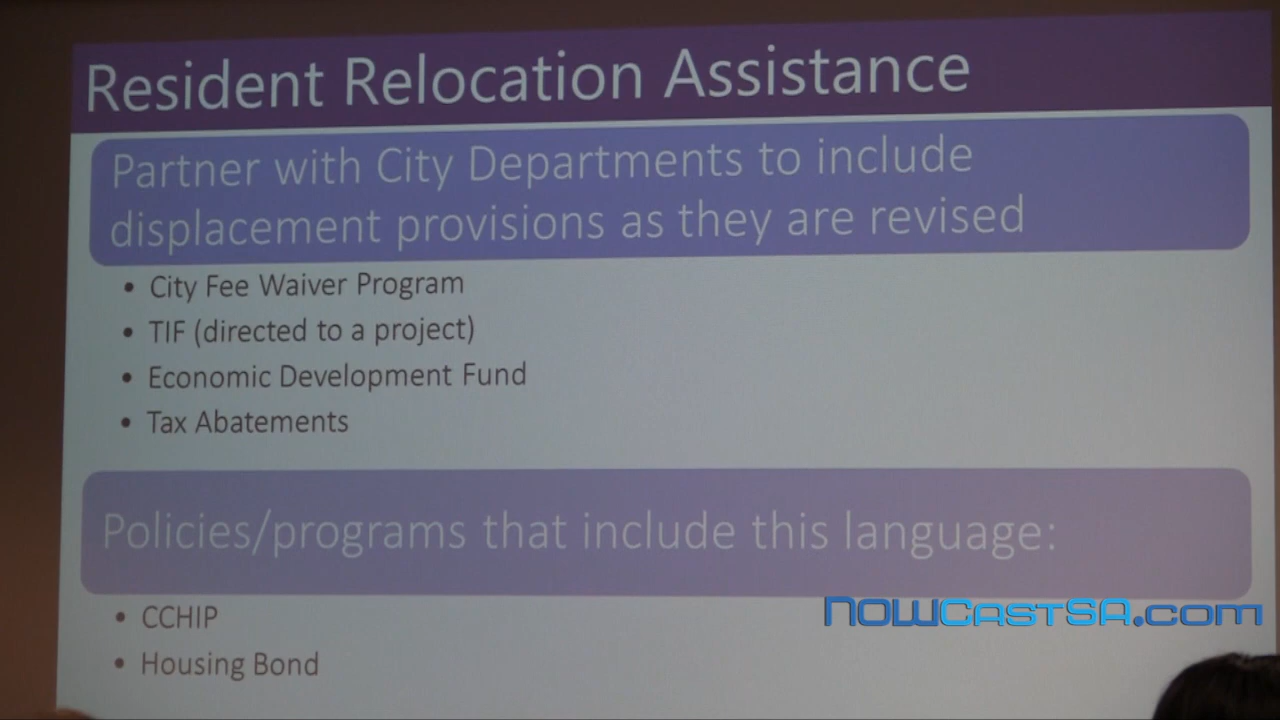 Resident Relocation Assistance
Partner with City Departments to include
displacement provisions as they are revised
• City Fee Waiver Program
• TIF (directed to a project)
• Economic Development Fund
• Tax Abatements
Policies/programs that include this language:
• CCHIP
NOWCASTSA.com
• Housing Bond